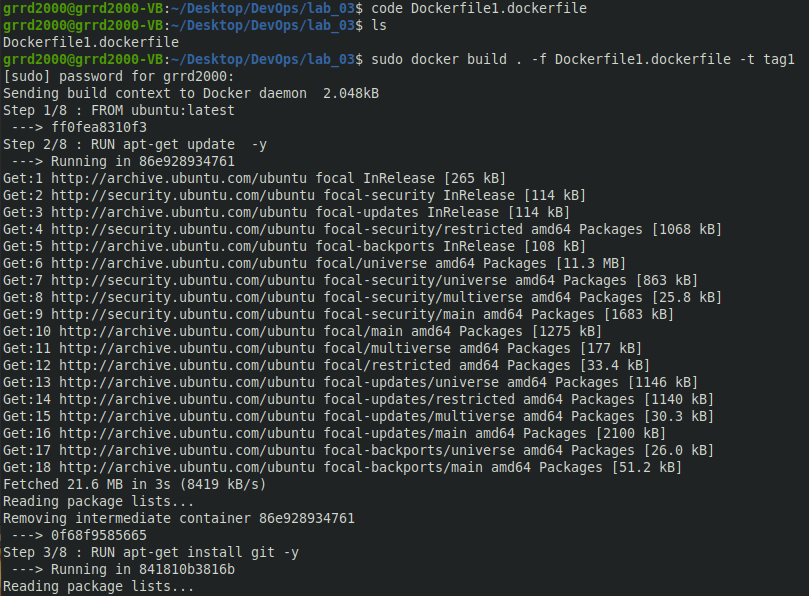 grrd2000@grrd2000-VB:~/Desktop/DevOps/lab_03$ code Dockerfile1.dockerfile
grrd2000@grrd2000-VB:~/Desktop/DevOps/lab_03$ ls
Dockerfile1.dockerfile
grrd2000@grrd2000-VB:~/Desktop/DevOps/lab_03$ sudo docker build . -f Dockerfile1.dockerfile -t tag1
[sudo] password for grrd2000:
Sending build context to Docker daemon  2.048kB
Step 1/8 : FROM ubuntu:latest
 ---> ff0fea8310f3
Step 2/8 : RUN apt-get update  -y
 ---> Running in 86e928934761
Get:1 http://archive.ubuntu.com/ubuntu focal InRelease [265 kB]
Get:2 http://security.ubuntu.com/ubuntu focal-security InRelease [114 kB]
Get:3 http://archive.ubuntu.com/ubuntu focal-updates InRelease [114 kB]
Get:4 http://security.ubuntu.com/ubuntu focal-security/restricted amd64 Packages [1068 kB]
Get:5 http://archive.ubuntu.com/ubuntu focal-backports InRelease [108 kB]
Get:6 http://archive.ubuntu.com/ubuntu focal/universe amd64 Packages [11.3 MB]
Get:7 http://security.ubuntu.com/ubuntu focal-security/universe amd64 Packages [863 kB]
Get:8 http://security.ubuntu.com/ubuntu focal-security/multiverse amd64 Packages [25.8 kB]
Get:9 http://security.ubuntu.com/ubuntu focal-security/main amd64 Packages [1683 kB]
Get:10 http://archive.ubuntu.com/ubuntu focal/main amd64 Packages [1275 kB]
Get:11 http://archive.ubuntu.com/ubuntu focal/multiverse amd64 Packages [177 kB]
Get:12 http://archive.ubuntu.com/ubuntu focal/restricted amd64 Packages [33.4 kB]
Get:13 http://archive.ubuntu.com/ubuntu focal-updates/universe amd64 Packages [1146 kB]
Get:14 http://archive.ubuntu.com/ubuntu focal-updates/restricted amd64 Packages [1140 kB]
Get:15 http://archive.ubuntu.com/ubuntu focal-updates/multiverse amd64 Packages [30.3 kB]
Get:16 http://archive.ubuntu.com/ubuntu focal-updates/main amd64 Packages [2100 kB]
Get:17 http://archive.ubuntu.com/ubuntu focal-backports/universe amd64 Packages [26.0 kB]
Get:18 http://archive.ubuntu.com/ubuntu focal-backports/main amd64 Packages [51.2 kB]
Fetched 21.6 MB in 3s (8419 kB/s)
Reading package lists...
Removing intermediate container 86e928934761
 ---> 0f68f9585665
Step 3/8 : RUN apt-get install git -y
 ---> Running in 841810b3816b
Reading package lists...